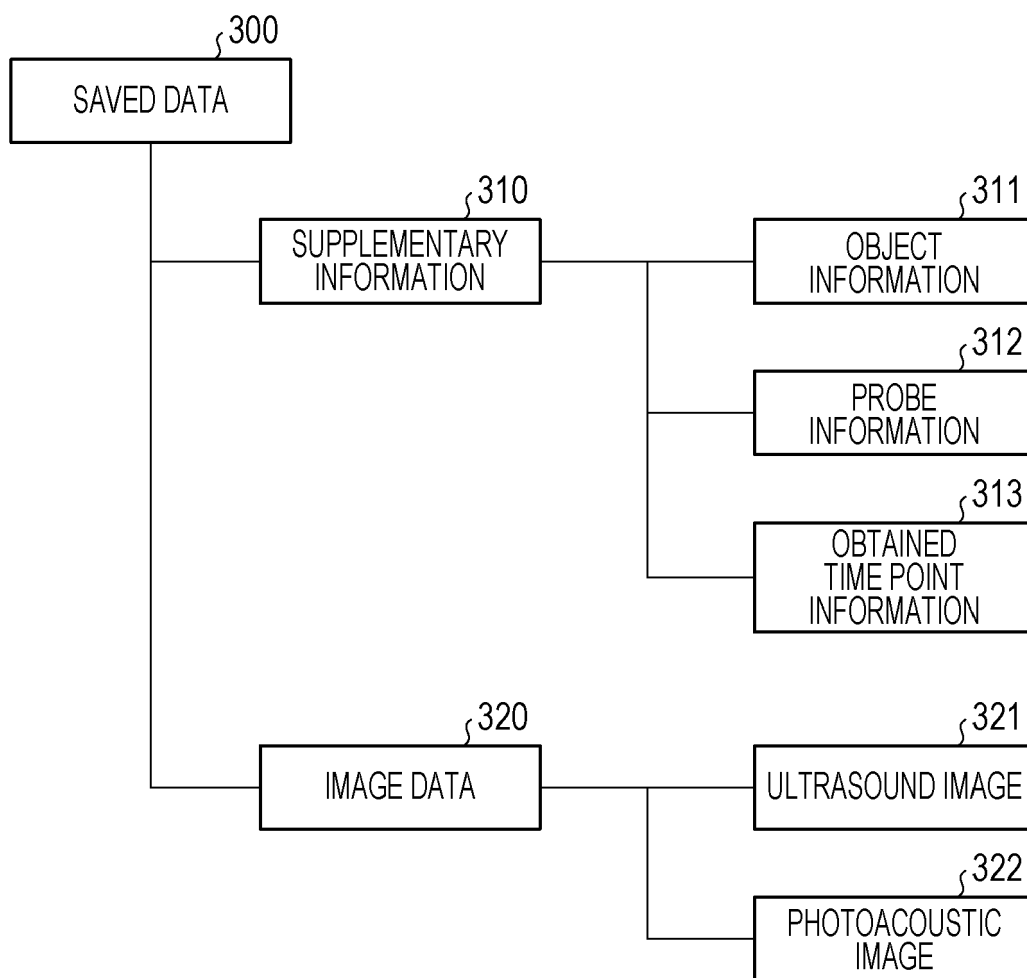 300
SAVED DATA
310
SUPPLEMENTARY
INFORMATION
311
OBJECT
INFORMATION
312
PROBE
INFORMATION
313
OBTAINED
TIME POINT
INFORMATION
320
IMAGE DATA
321
ULTRASOUND IMAGE
322
PHOTOACOUSTIC
IMAGE